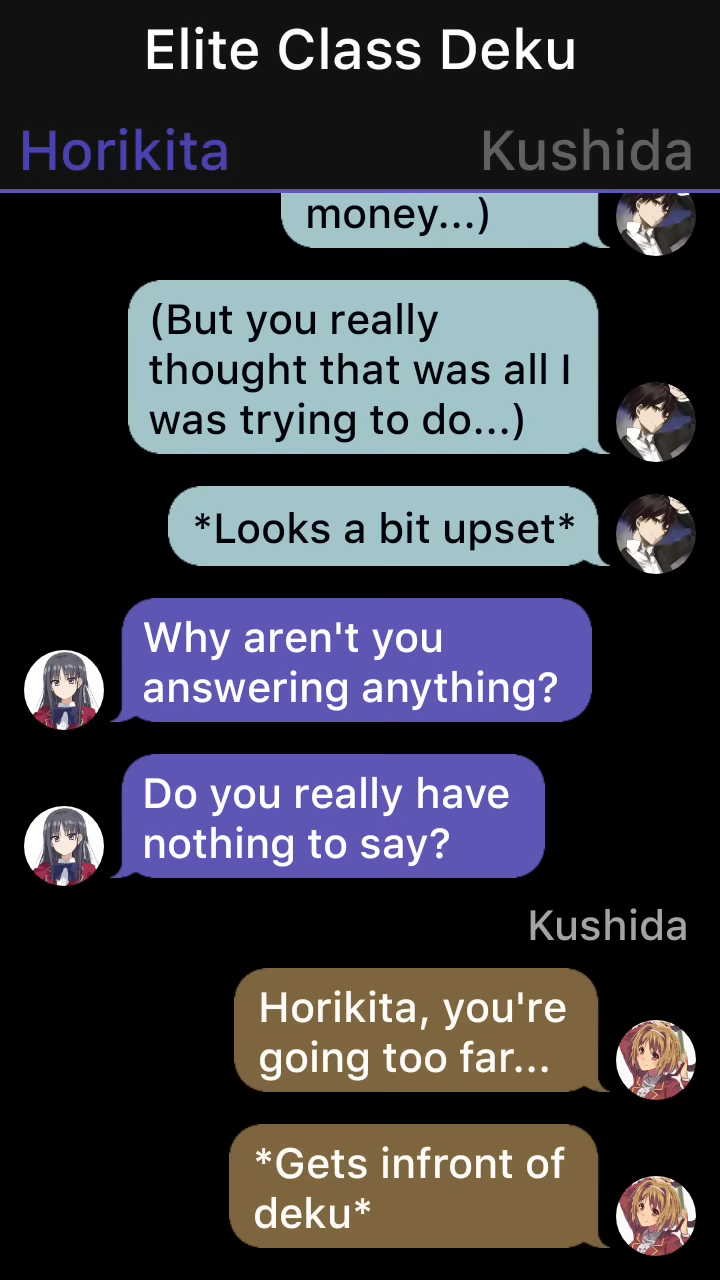 Elite Class Deku
Horikita
Kushida
money...)
(But you really
thought that was all I
was trying to do...)
*Looks a bit upset*
Why aren't you
answering anything?
Do you really have
nothing to say?
Kushida
Horikita, you're
going too far...
*Gets infront of
deku*